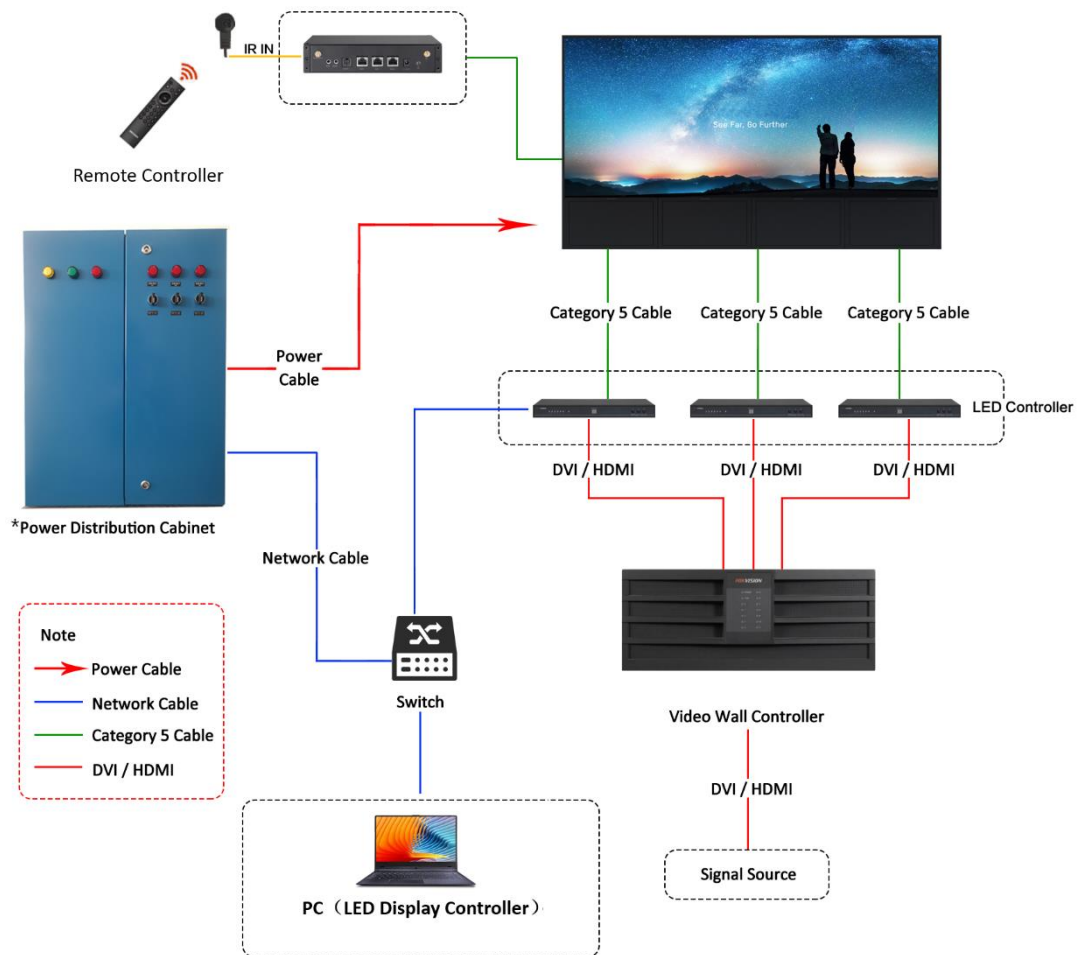 IR IN
See Far, Go Further
Remote Controller
Category 5 Cable
Category 5 Cable
Category 5 Cable
Power
Cable
LED Controller
DVI / HDMI
DVI / HDMI
DVI / HDMI
*Power Distribution Cabinet
Network Cable
HIKVISION
Note
Power Cable
Network Cable
Category 5 Cable
DVI / HDMI
Switch
Video Wall Controller
DVI / HDMI
Signal Source
PC（LED Display Controller）